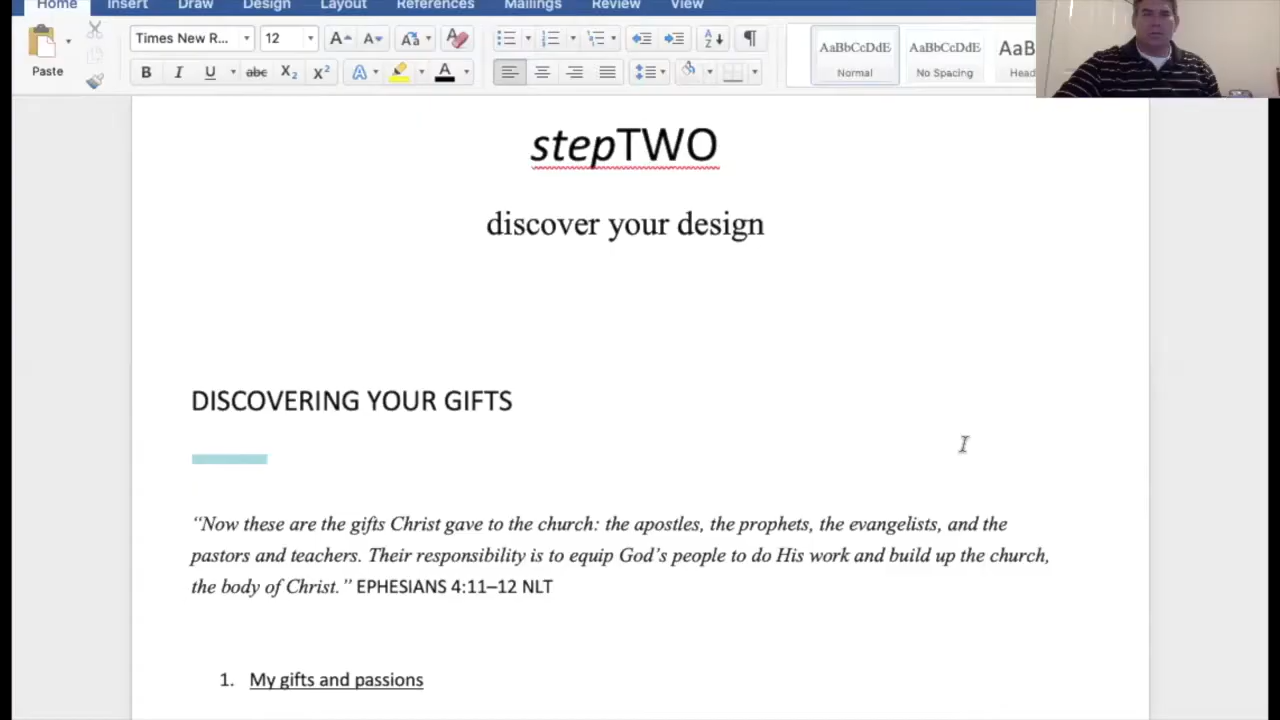 Home Insert Draw Design Layout References Mailings Review View
Times New R... 12
Paste
AaBbCcDdE AaBbCcDdE AaB
Normal No Spacing Head
stepTWO
discover your design
DISCOVERING YOUR GIFTS
“Now these are the gifts Christ gave to the church: the apostles, the prophets, the evangelists, and the
pastors and teachers. Their responsibility is to equip God’s people to do His work and build up the church,
the body of Christ.” EPHESIANS 4:11–12 NLT
1. My gifts and passions